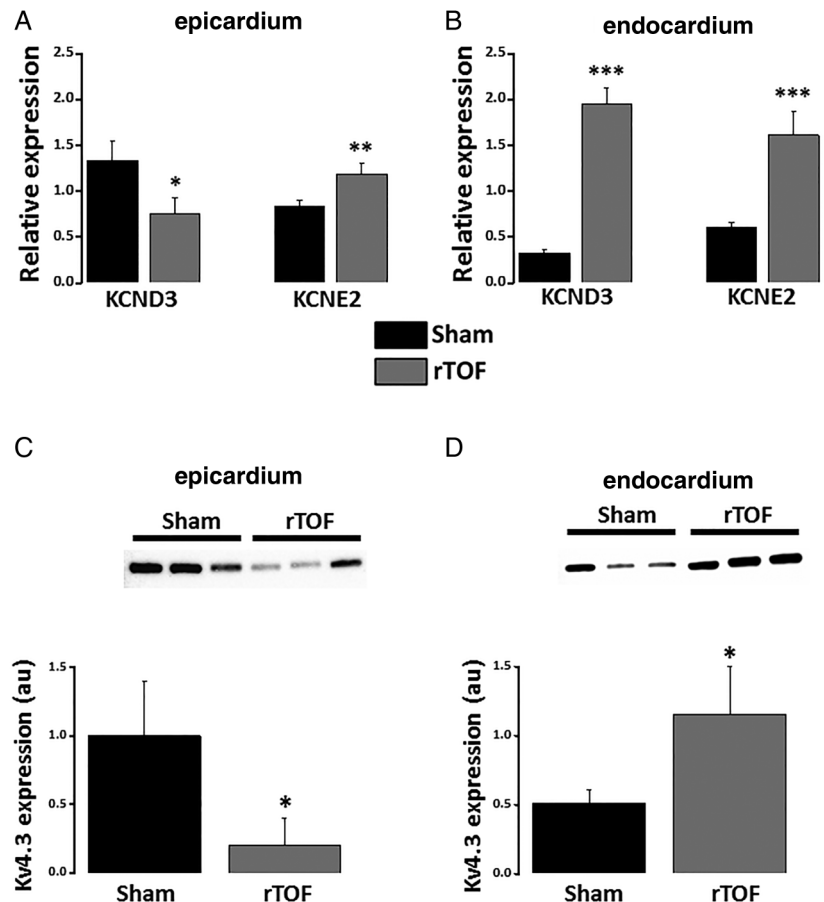 A
epicardium
Relative expression
2.5
2.0
1.5
1.0
0.5
0.0
*
**
KCND3
KCNE2
B
endocardium
Relative expression
2.5
2.0
1.5
1.0
0.5
0.0
***
***
KCND3
KCNE2
Sham
rTOF
C
epicardium
Sham
rTOF
Kv4.3 expression (au)
1.5
1.0
0.5
0.0
*
Sham
rTOF
D
endocardium
Sham
rTOF
Kv4.3 expression (au)
1.5
1.0
0.5
0.0
*
Sham
rTOF